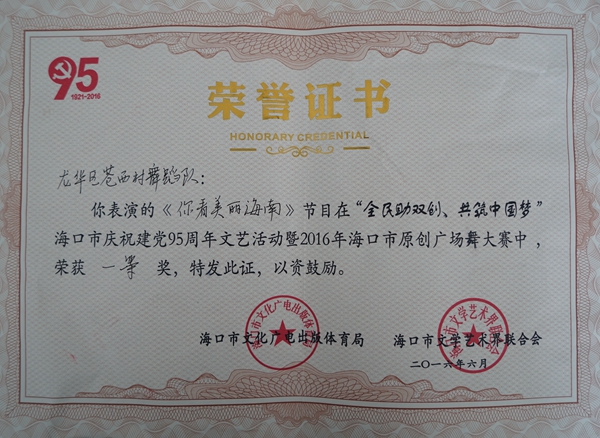 95
1921-2016
荣誉证书
HONORARY CREDENTIAL
龙华区苍西村舞蹈队：
你表演的《你看美丽海南》节目在“全民助双创、共筑中国梦”
海口市庆祝建党95周年文艺活动暨2016年海口市原创广场舞大赛中，
荣获 一等 奖，特发此证，以资鼓励。
海口市文化广电出版体育局 海口市文学艺术界联合会
二〇一六年六月